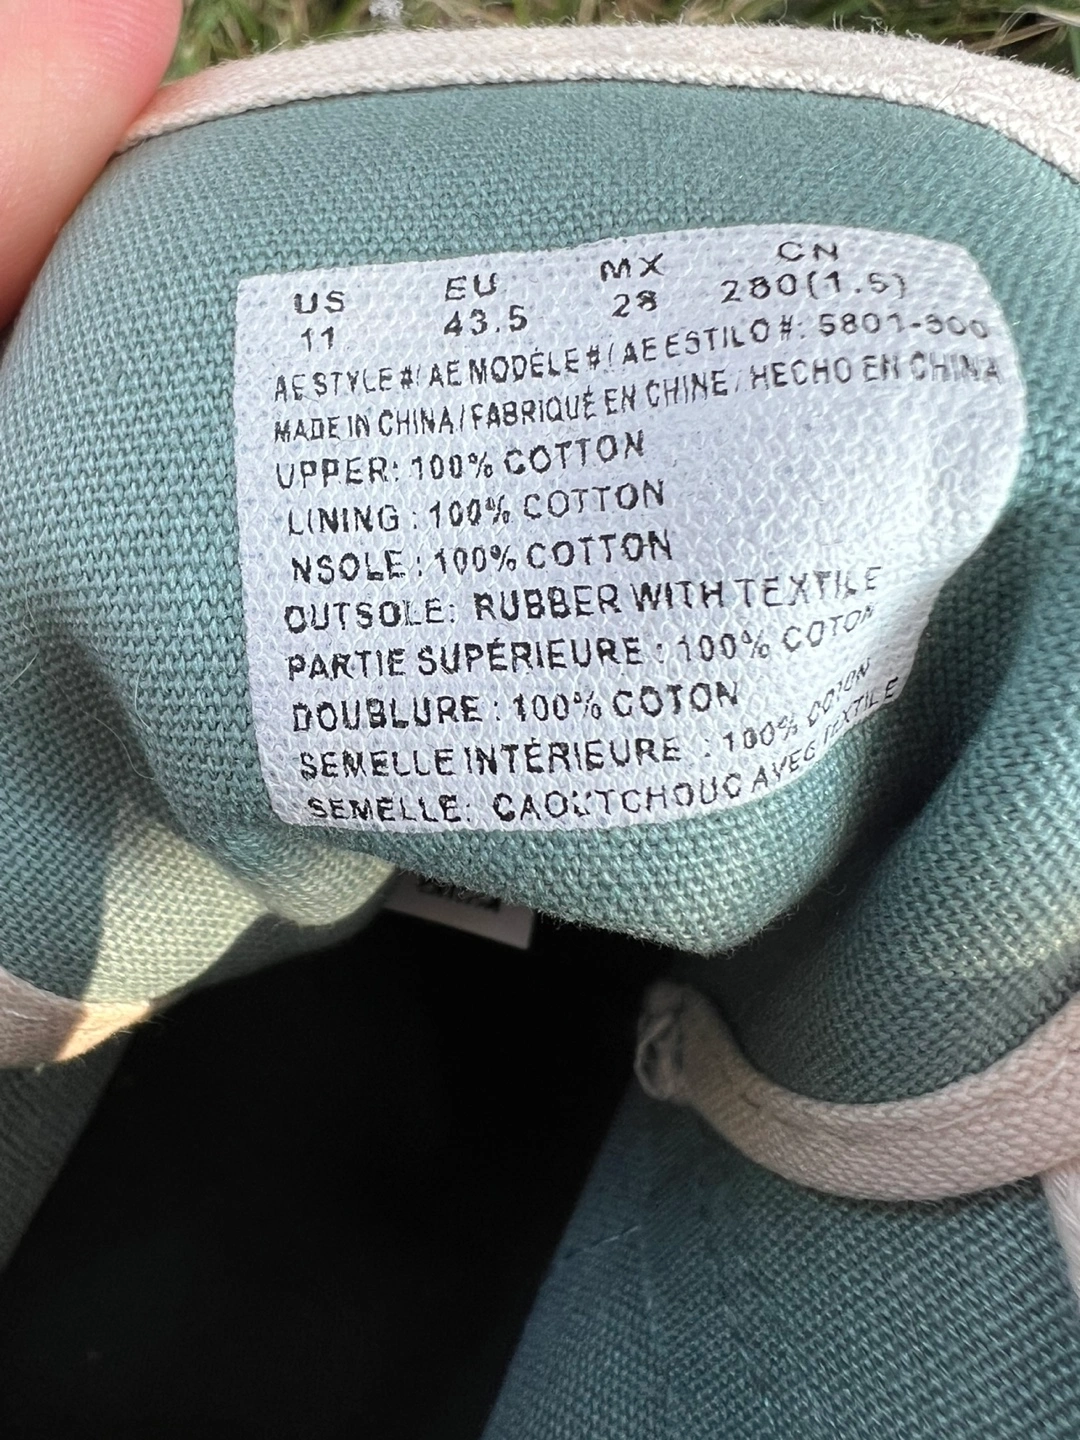 US EU MX CN
11 43.5 28 280(1.5)
AE STYLE#/ AE MODÈLE#/ AE ESTILO#: 5801-300
MADE IN CHINA/FABRIQUÉ EN CHINE/HECHO EN CHINA
UPPER: 100% COTTON
LINING : 100% COTTON
NSOLE : 100% COTTON
OUTSOLE: RUBBER WITH TEXTILE
PARTIE SUPÉRIEURE : 100% COTON
DOUBLURE : 100% COTON
SEMELLE INTÉRIEURE : 100% COTON
SEMELLE: CAOUTCHOUC AVEC TEXTILE